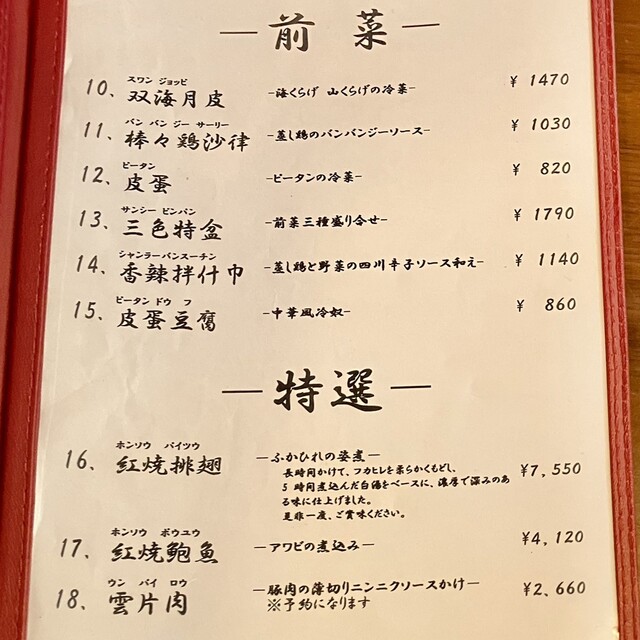 —前菜—
スワン ジョッピ
10、双海月皮 -海くらげ 山くらげの冷菜- ¥ 1470
バン バン ジー サーリー
11、棒々鶏沙律 -蒸し鶏のバンバンジーソース- ¥ 1030
ピータン
12、皮蛋 -ピータンの冷菜- ¥ 820
サンシー ピンパン
13、三色特盆 -前菜三種盛り合せ- ¥ 1790
シャンラーバンスーチン
14、香辣拌什巾 -蒸し鶏と野菜の四川辛子ソース和え- ¥ 1140
ピータン ドウ フ
15、皮蛋豆腐 -中華風冷奴- ¥ 860
—特選—
ホンソウ パイツウ
16、紅焼排翅 —ふかひれの姿煮— ¥7,550
長時間かけて、フカヒレを柔らかくもどし、
5 時間煮込んだ白湯をベースに、濃厚で深みのあ
る味に仕上げました。
是非一度、ご賞味ください。
ホンソウ ボウユウ
17、紅焼鮑魚 —アワビの煮込み— ¥4,120
ウン パイ ロウ
18、雲片肉 —豚肉の薄切りニンニクソースかけ— ¥2,660
※予約になります